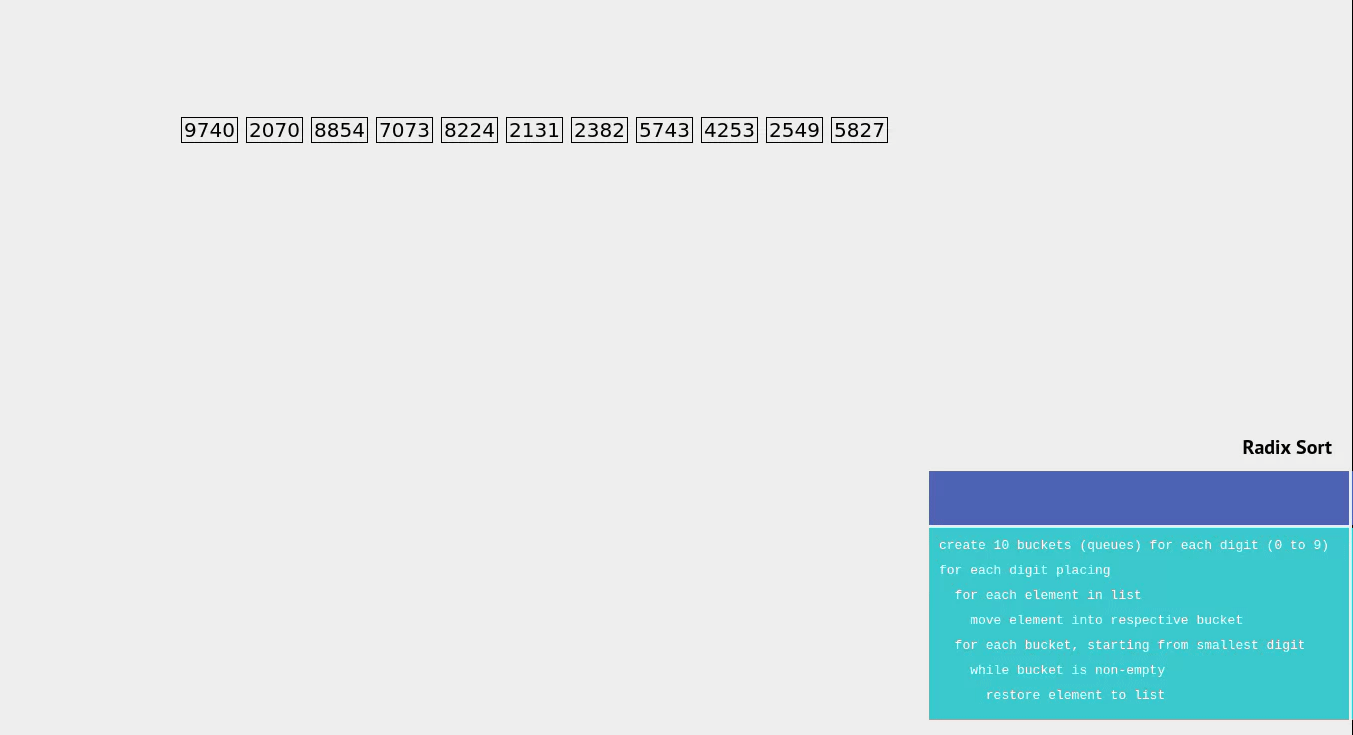 9740 2070 8854 7073 8224 2131 2382 5743 4253 2549 5827
Radix Sort
create 10 buckets (queues) for each digit (0 to 9)
for each digit placing
for each element in list
move element into respective bucket
for each bucket, starting from smallest digit
while bucket is non-empty
restore element to list